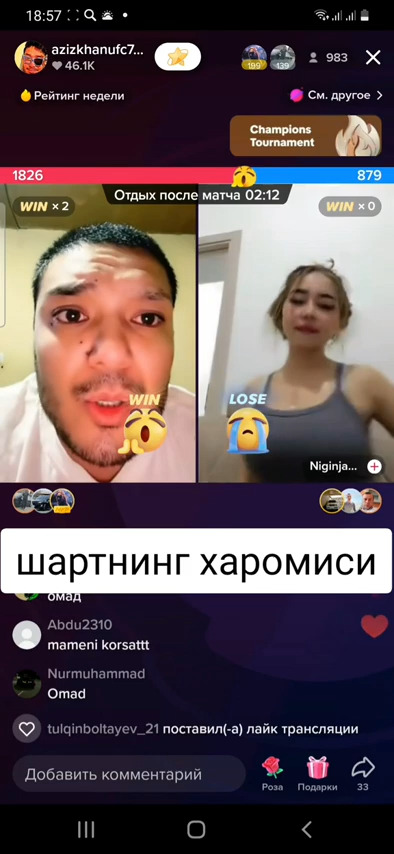 18:57
azizkhanufc7...
46.1K
199
139
983
Рейтинг недели
См. другое
Champions
Tournament
1826
879
Отдых после матча 02:12
WIN × 2
WIN × 0
WIN
LOSE
Niginja...
шартнинг харомиси
омад
Abdu2310
mameni korsattt
Nurmuhammad
Omad
tulqinboltayev_21 поставил(-а) лайк трансляции
Добавить комментарий
Роза
Подарки
33